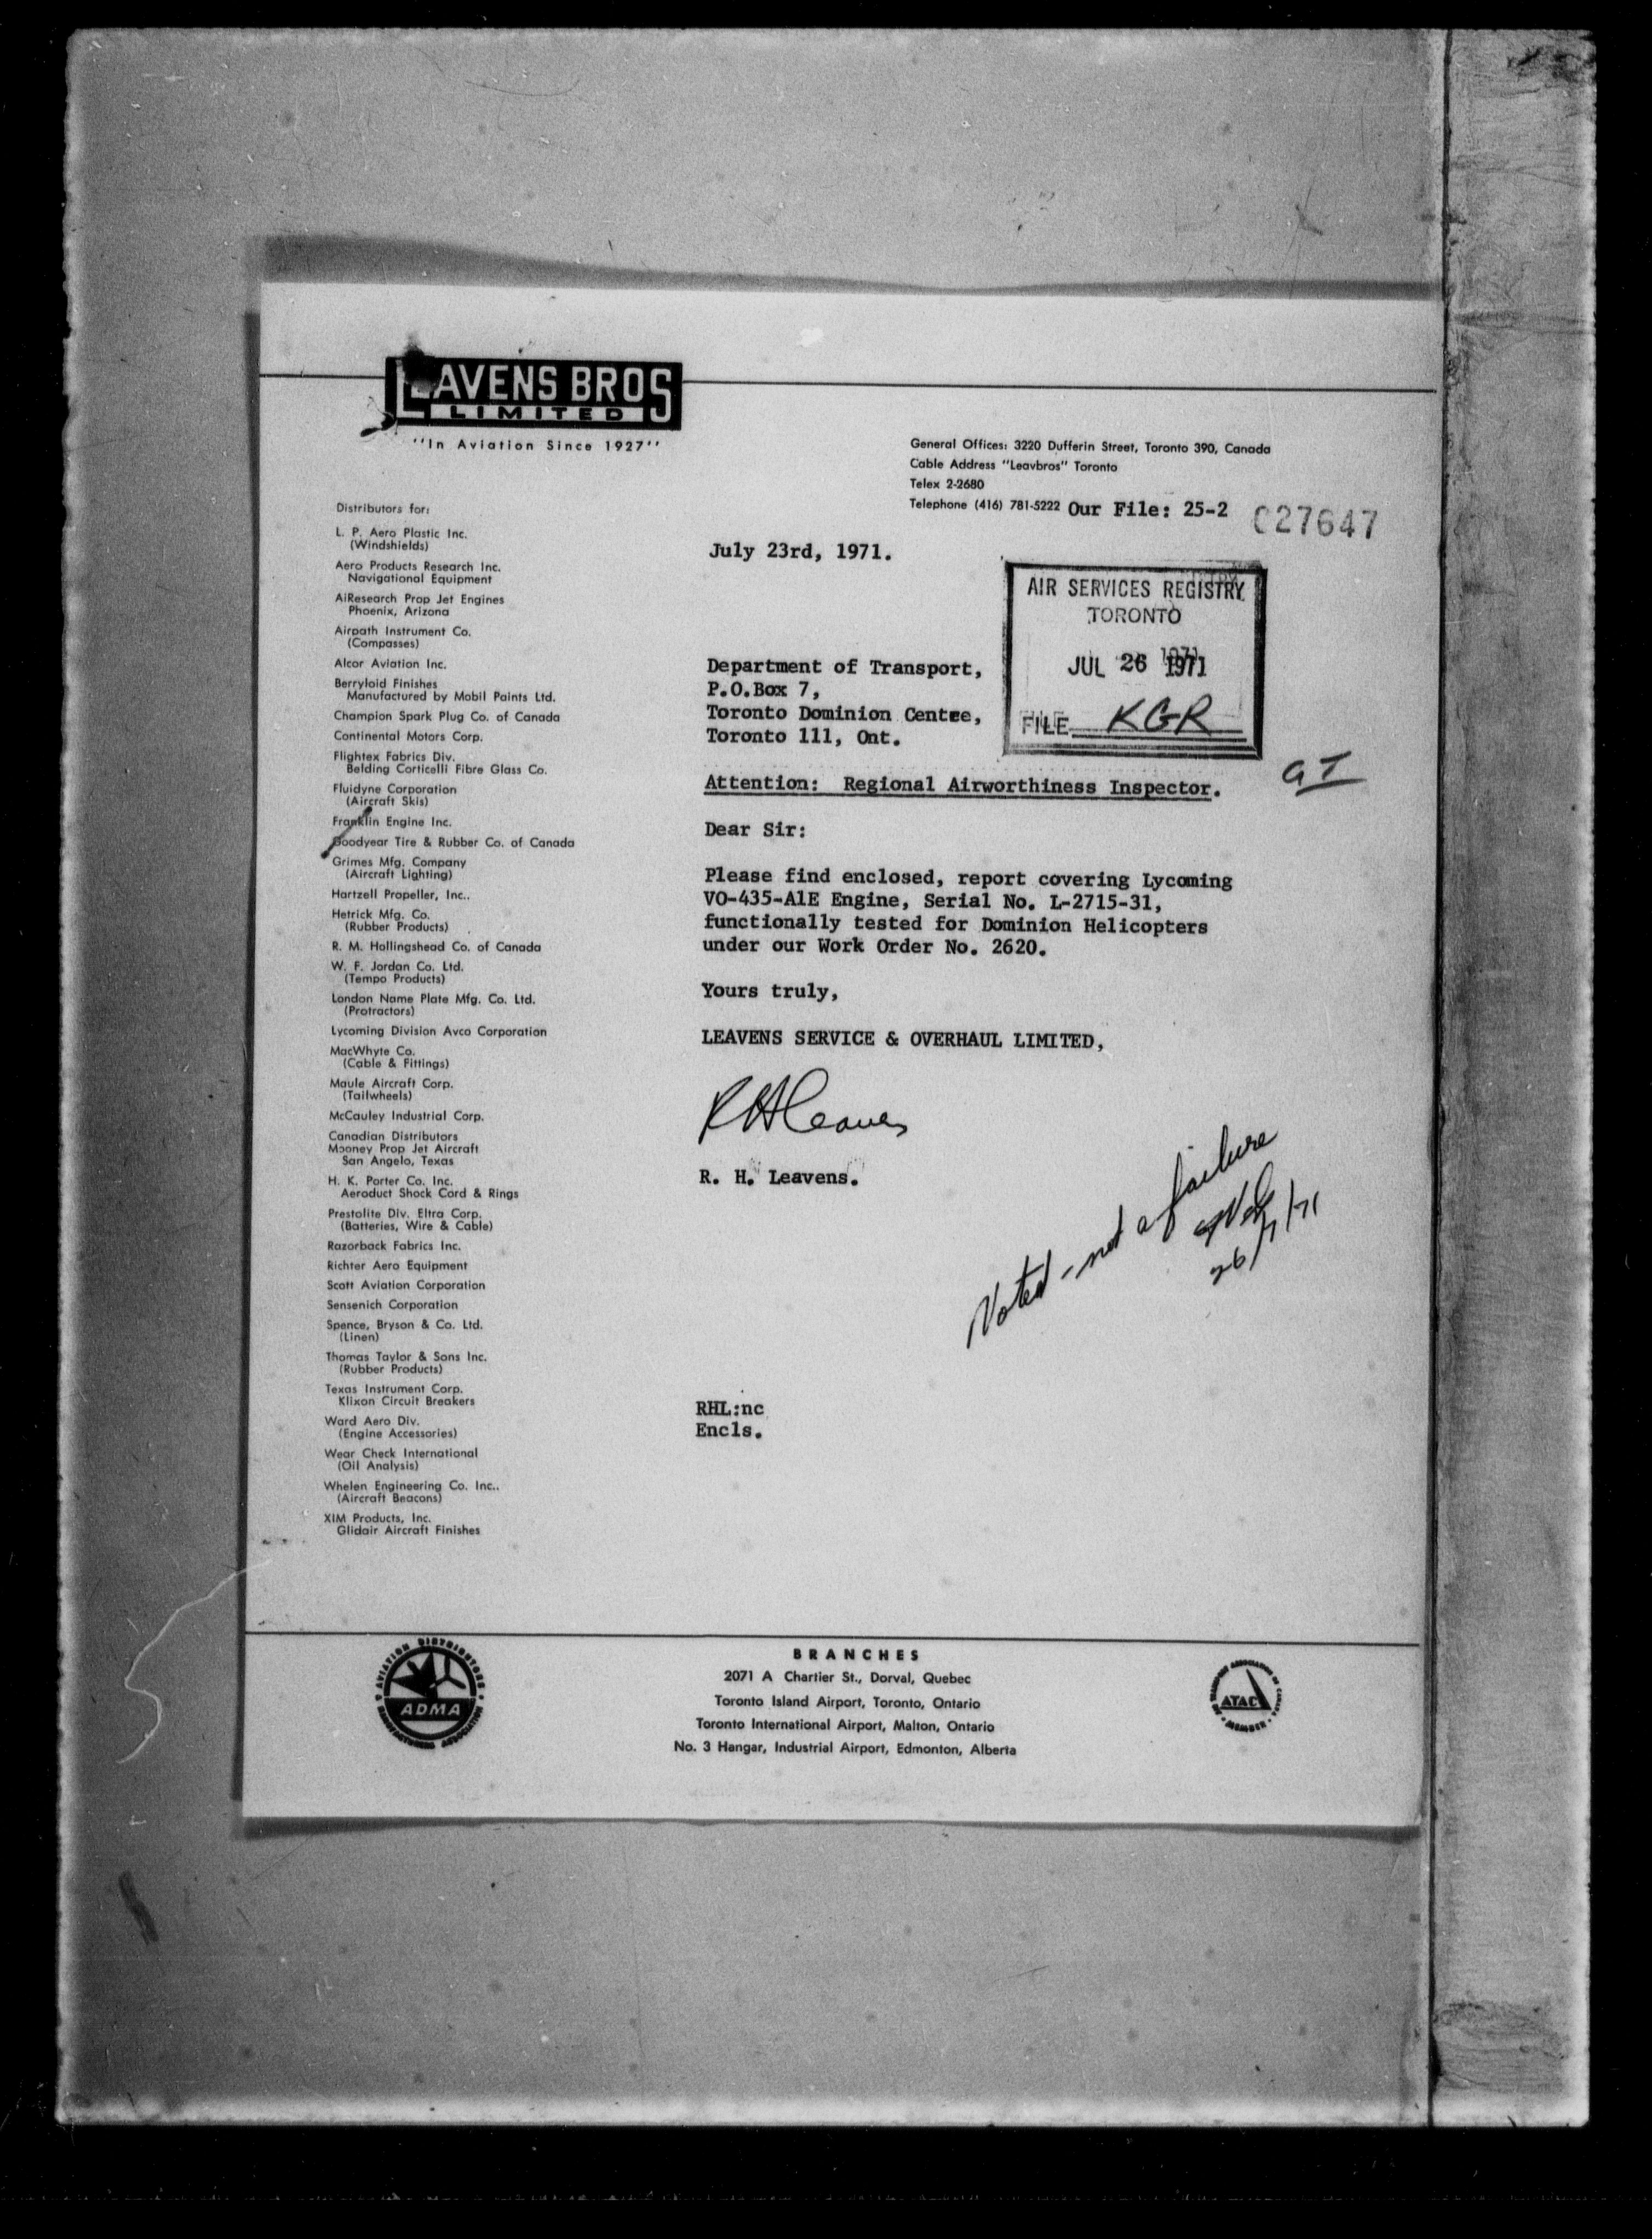 LEAVENS BROS
LIMITED
"In Aviation Since 1927"
General Offices: 3220 Dufferin Street, Toronto 390, Canada
Cable Address "Leavbros" Toronto
Telex 2-2680
Telephone (416) 781-5222 Our File: 25-2
C27647
Distributors for:
L. P. Aero Plastic Inc.
(Windshields)
Aero Products Research Inc.
Navigational Equipment
AiResearch Prop Jet Engines
Phoenix, Arizona
Airpath Instrument Co.
(Compasses)
Alcor Aviation Inc.
Berryloid Finishes
Manufactured by Mobil Paints Ltd.
Champion Spark Plug Co. of Canada
Continental Motors Corp.
Flightex Fabrics Div.
Belding Corticelli Fibre Glass Co.
Fluidyne Corporation
(Aircraft Skis)
Franklin Engine Inc.
Goodyear Tire & Rubber Co. of Canada
Grimes Mfg. Company
(Aircraft Lighting)
Hartzell Propeller, Inc..
Hetrick Mfg. Co.
(Rubber Products)
R. M. Hollingshead Co. of Canada
W. F. Jordan Co. Ltd.
(Tempo Products)
London Name Plate Mfg. Co. Ltd.
(Protractors)
Lycoming Division Avco Corporation
MacWhyte Co.
(Cable & Fittings)
Maule Aircraft Corp.
(Tailwheels)
McCauley Industrial Corp.
Canadian Distributors
Mooney Prop Jet Aircraft
San Angelo, Texas
H. K. Porter Co. Inc.
Aeroduct Shock Cord & Rings
Prestolite Div. Eltra Corp.
(Batteries, Wire & Cable)
Razorback Fabrics Inc.
Richter Aero Equipment
Scott Aviation Corporation
Sensenich Corporation
Spence, Bryson & Co. Ltd.
(Linen)
Thomas Taylor & Sons Inc.
(Rubber Products)
Texas Instrument Corp.
Klixon Circuit Breakers
Ward Aero Div.
(Engine Accessories)
Wear Check International
(Oil Analysis)
Whelen Engineering Co. Inc..
(Aircraft Beacons)
XIM Products, Inc.
Glidair Aircraft Finishes
July 23rd, 1971.
AIR SERVICES REGISTRY
TORONTO
JUL 26 1971
FILE KGR
Department of Transport,
P.O.Box 7,
Toronto Dominion Centre,
Toronto 111, Ont.
Attention: Regional Airworthiness Inspector.
Dear Sir:
Please find enclosed, report covering Lycoming
VO-435-A1E Engine, Serial No. L-2715-31,
functionally tested for Dominion Helicopters
under our Work Order No. 2620.
Yours truly,
LEAVENS SERVICE & OVERHAUL LIMITED,
RHLeavens
R. H. Leavens.
Noted - not a failure
26/7/71
RHL:nc
Encls.
BRANCHES
2071 A Chartier St., Dorval, Quebec
Toronto Island Airport, Toronto, Ontario
Toronto International Airport, Malton, Ontario
No. 3 Hangar, Industrial Airport, Edmonton, Alberta
AVIATION DISTRIBUTORS
ADMA
ATAC
MEMBER